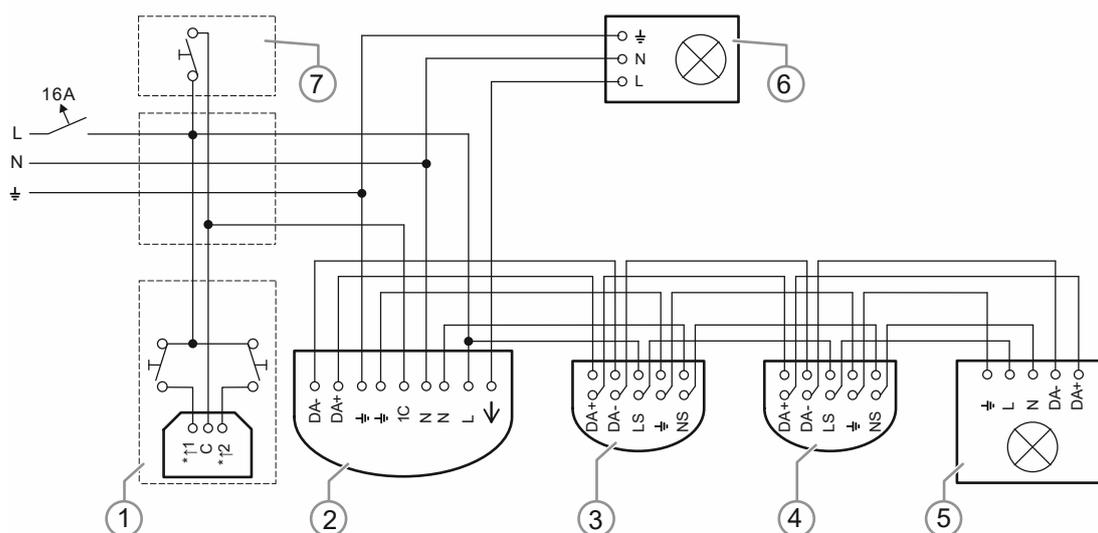 ⏚
N
L
7
6
16A
L
N
⏚
*↑1
C
*↑2
DA-
DA+
⏚
⏚
1C
N
N
L
↓
DA+
DA-
LS
⏚
NS
DA+
DA-
LS
⏚
NS
⏚
L
N
DA-
DA+
1
2
3
4
5